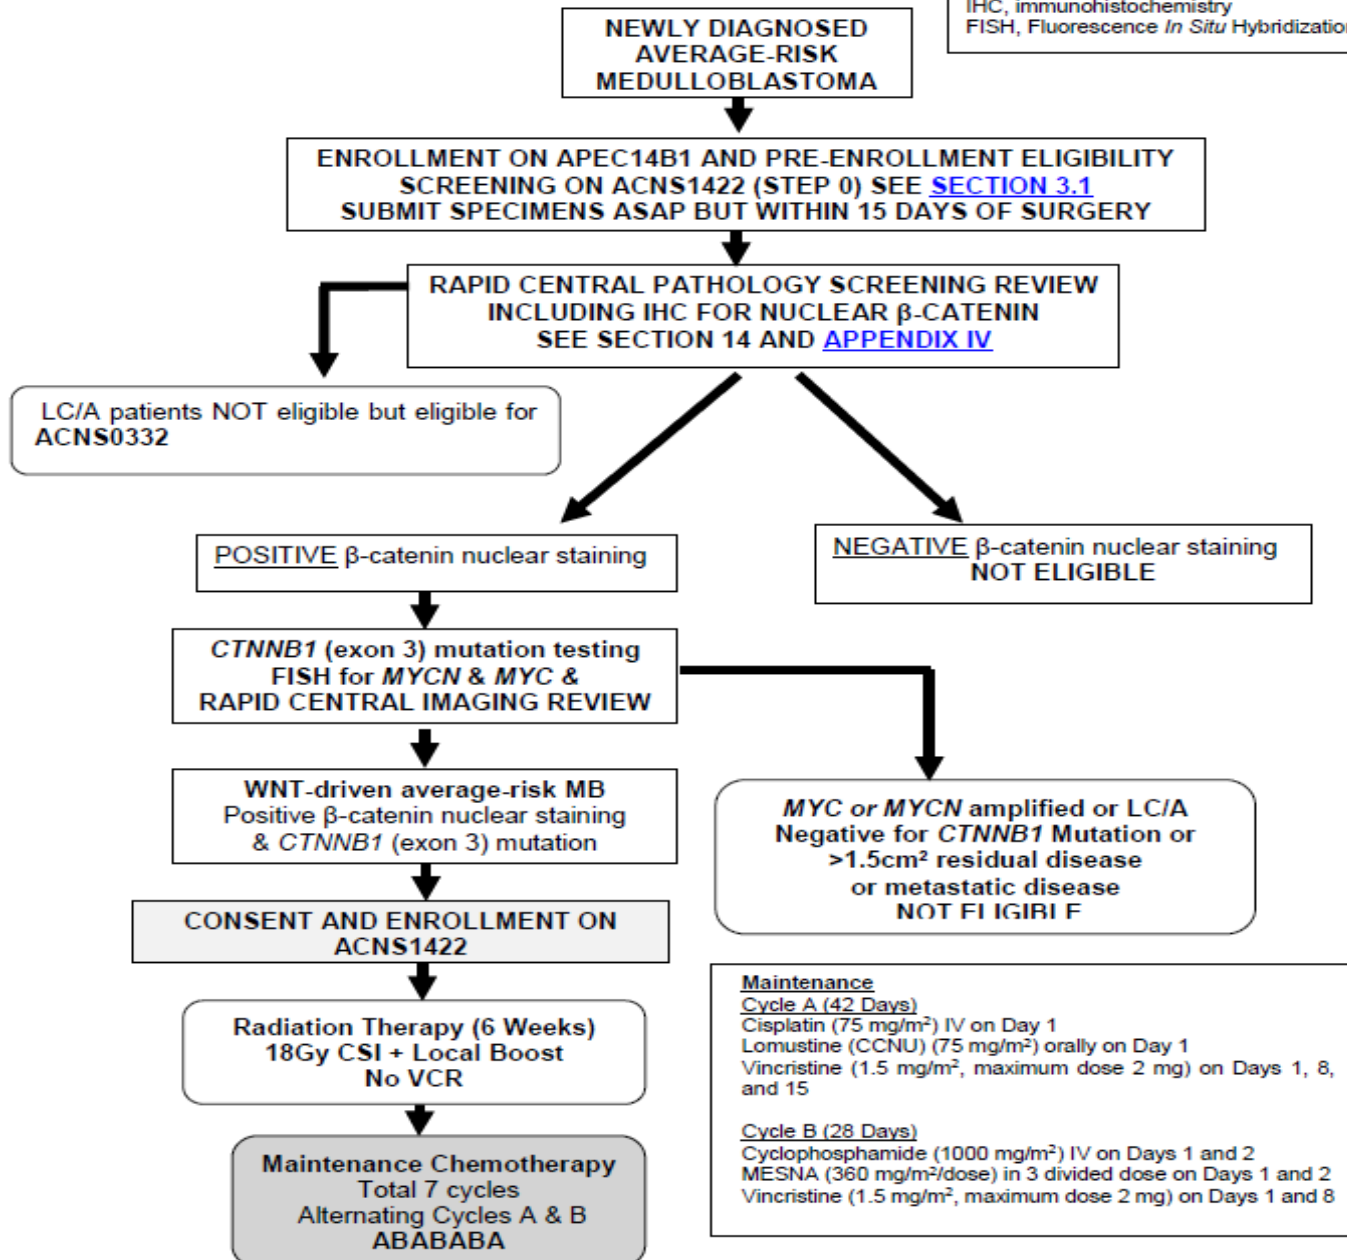 IHC, immunohistochemistry
FISH, Fluorescence In Situ Hybridization
NEWLY DIAGNOSED
AVERAGE-RISK
MEDULLOBLASTOMA
ENROLLMENT ON APEC14B1 AND PRE-ENROLLMENT ELIGIBILITY
SCREENING ON ACNS1422 (STEP 0) SEE SECTION 3.1
SUBMIT SPECIMENS ASAP BUT WITHIN 15 DAYS OF SURGERY
RAPID CENTRAL PATHOLOGY SCREENING REVIEW
INCLUDING IHC FOR NUCLEAR β-CATENIN
SEE SECTION 14 AND APPENDIX IV
LC/A patients NOT eligible but eligible for
ACNS0332
POSITIVE β-catenin nuclear staining
NEGATIVE β-catenin nuclear staining
NOT ELIGIBLE
CTNNB1 (exon 3) mutation testing
FISH for MYCN & MYC &
RAPID CENTRAL IMAGING REVIEW
WNT-driven average-risk MB
Positive β-catenin nuclear staining
& CTNNB1 (exon 3) mutation
MYC or MYCN amplified or LC/A
Negative for CTNNB1 Mutation or
>1.5cm² residual disease
or metastatic disease
NOT ELIGIBLE
CONSENT AND ENROLLMENT ON
ACNS1422
Radiation Therapy (6 Weeks)
18Gy CSI + Local Boost
No VCR
Maintenance Chemotherapy
Total 7 cycles
Alternating Cycles A & B
ABABABA
Maintenance
Cycle A (42 Days)
Cisplatin (75 mg/m²) IV on Day 1
Lomustine (CCNU) (75 mg/m²) orally on Day 1
Vincristine (1.5 mg/m², maximum dose 2 mg) on Days 1, 8,
and 15
Cycle B (28 Days)
Cyclophosphamide (1000 mg/m²) IV on Days 1 and 2
MESNA (360 mg/m²/dose) in 3 divided dose on Days 1 and 2
Vincristine (1.5 mg/m², maximum dose 2 mg) on Days 1 and 8